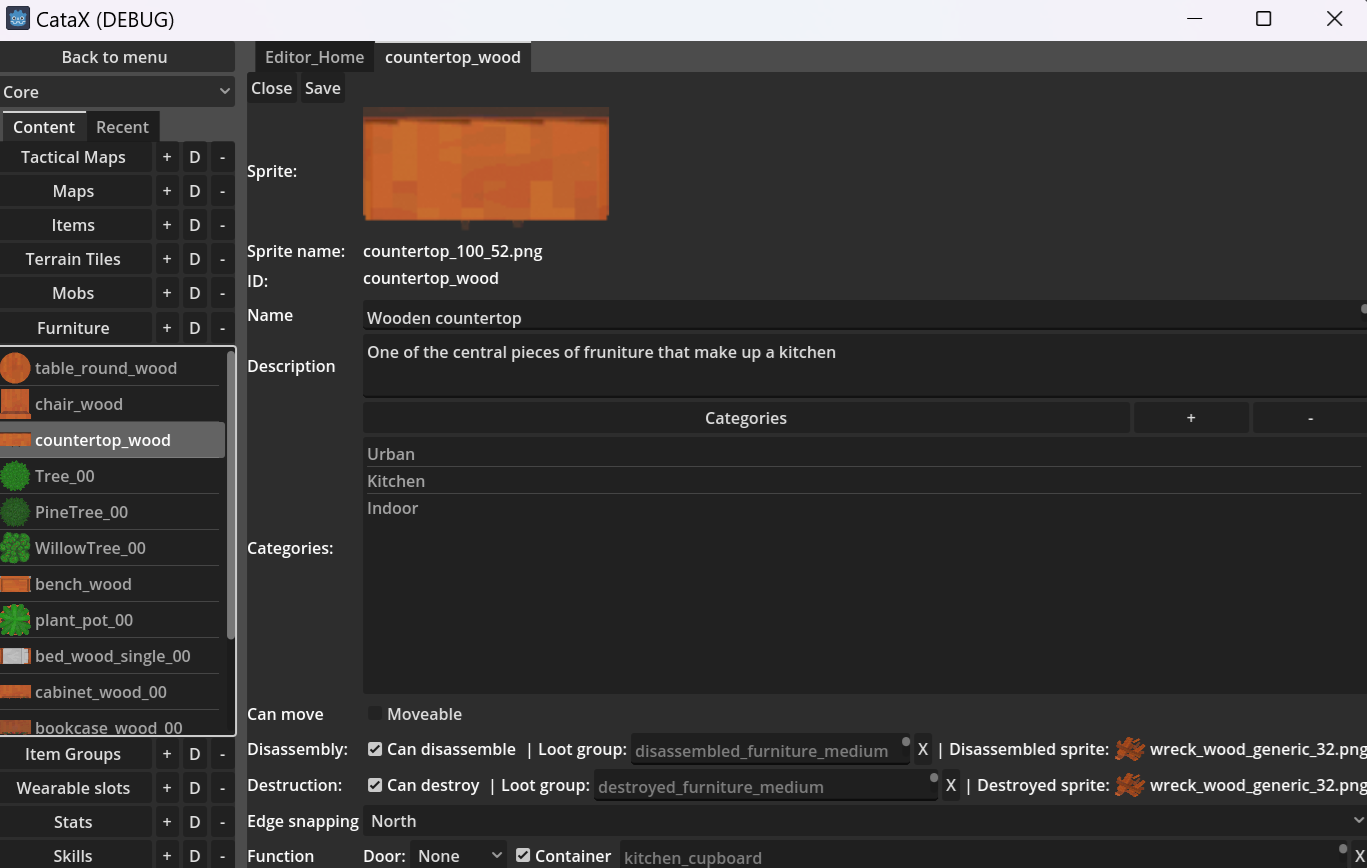 CataX (DEBUG)
Back to menu
Editor_Home countertop_wood
Core
Close Save
Content Recent
Tactical Maps + D -
Maps + D -
Items + D -
Terrain Tiles + D -
Mobs + D -
Furniture + D -
table_round_wood
chair_wood
countertop_wood
Tree_00
PineTree_00
WillowTree_00
bench_wood
plant_pot_00
bed_wood_single_00
cabinet_wood_00
bookcase_wood_00
Item Groups + D -
Wearable slots + D -
Stats + D -
Skills + D -
Sprite:
Sprite name: countertop_100_52.png
ID: countertop_wood
Name Wooden countertop
Description One of the central pieces of fruniture that make up a kitchen
Categories + -
Categories:
Urban
Kitchen
Indoor
Can move Moveable
Disassembly: Can disassemble | Loot group: disassembled_furniture_medium X | Disassembled sprite: wreck_wood_generic_32.png
Destruction: Can destroy | Loot group: destroyed_furniture_medium X | Destroyed sprite: wreck_wood_generic_32.png
Edge snapping North
Function Door: None Container kitchen_cupboard X